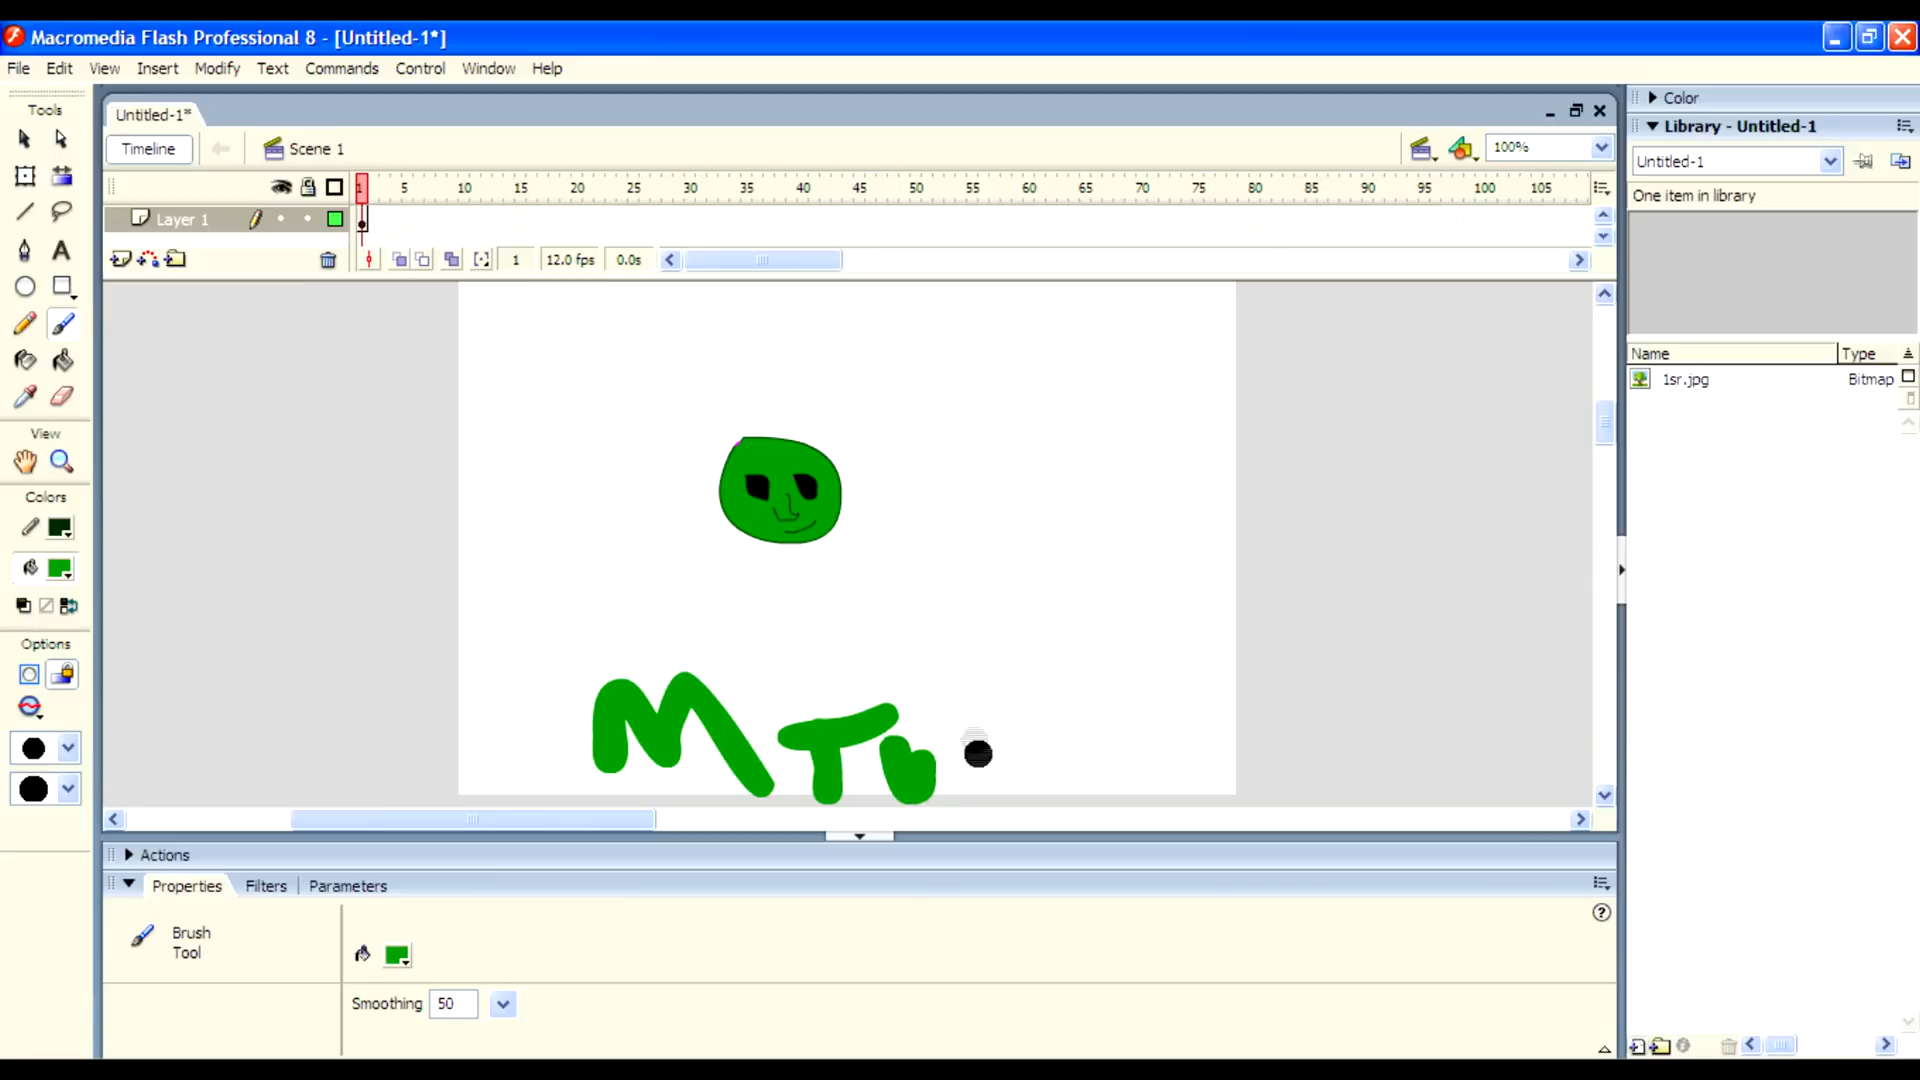 Macromedia Flash Professional 8 - [Untitled-1*]
File Edit View Insert Modify Text Commands Control Window Help
Tools
Untitled-1*
Color
Library - Untitled-1
Timeline
Scene 1
100%
Untitled-1
1 5 10 15 20 25 30 35 40 45 50 55 60 65 70 75 80 85 90 95 100 105
One item in library
Layer 1
1 12.0 fps 0.0s
Name Type
1sr.jpg Bitmap
View
Colors
Options
M T
Actions
Properties Filters Parameters
Brush
Tool
Smoothing 50